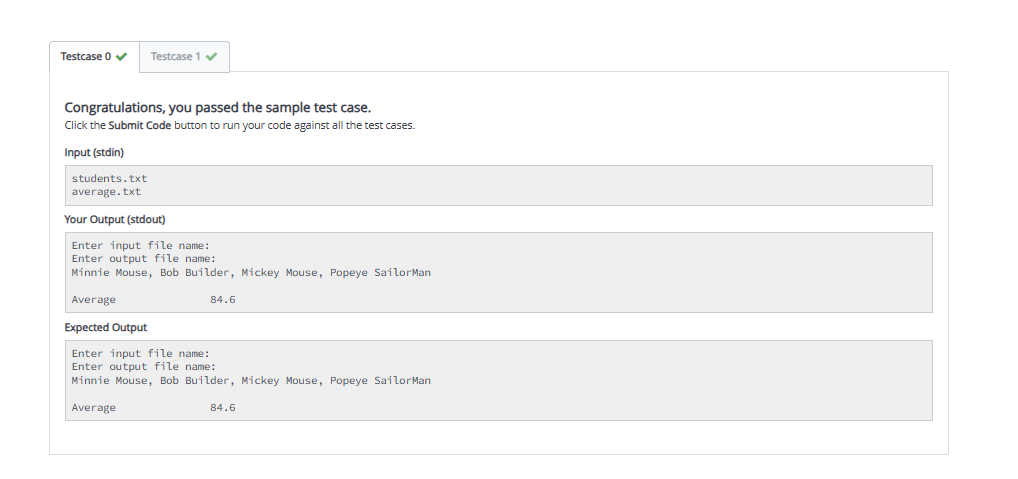 Testcase 0 Testcase 1
Congratulations, you passed the sample test case.
Click the Submit Code button to run your code against all the test cases.
Input (stdin)
students.txt
average.txt
Your Output (stdout)
Enter input file name:
Enter output file name:
Minnie Mouse, Bob Builder, Mickey Mouse, Popeye SailorMan
Average 84.6
Expected Output
Enter input file name:
Enter output file name:
Minnie Mouse, Bob Builder, Mickey Mouse, Popeye SailorMan
Average 84.6